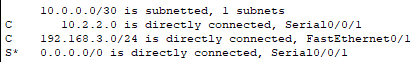 10.0.0.0/30 is subnetted, 1 subnets
C 10.2.2.0 is directly connected, Serial0/0/1
C 192.168.3.0/24 is directly connected, FastEthernet0/1
S* 0.0.0.0/0 is directly connected, Serial0/0/1